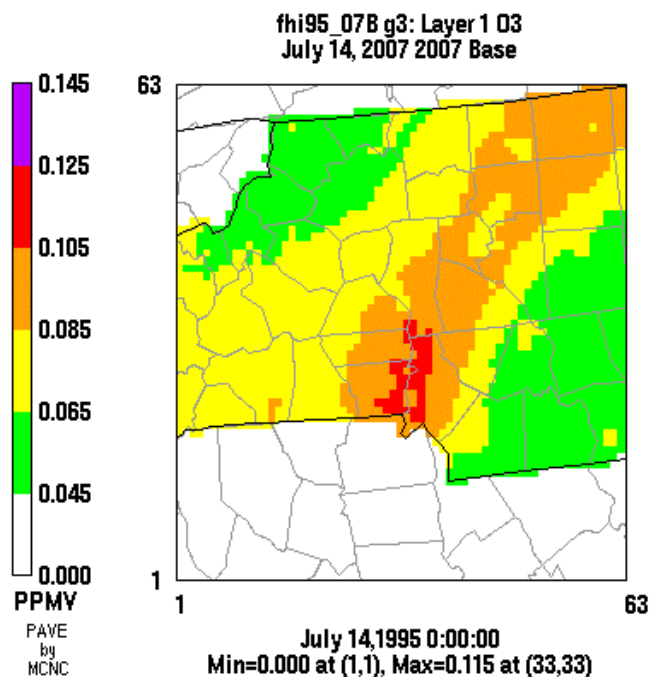 fhi95_07B g3: Layer 1 O3
July 14, 2007 2007 Base
0.145
0.125
0.105
0.085
0.065
0.045
0.000
PPMV
PAVE
by
MCNC
63
1
1
63
July 14,1995 0:00:00
Min=0.000 at (1,1), Max=0.115 at (33,33)